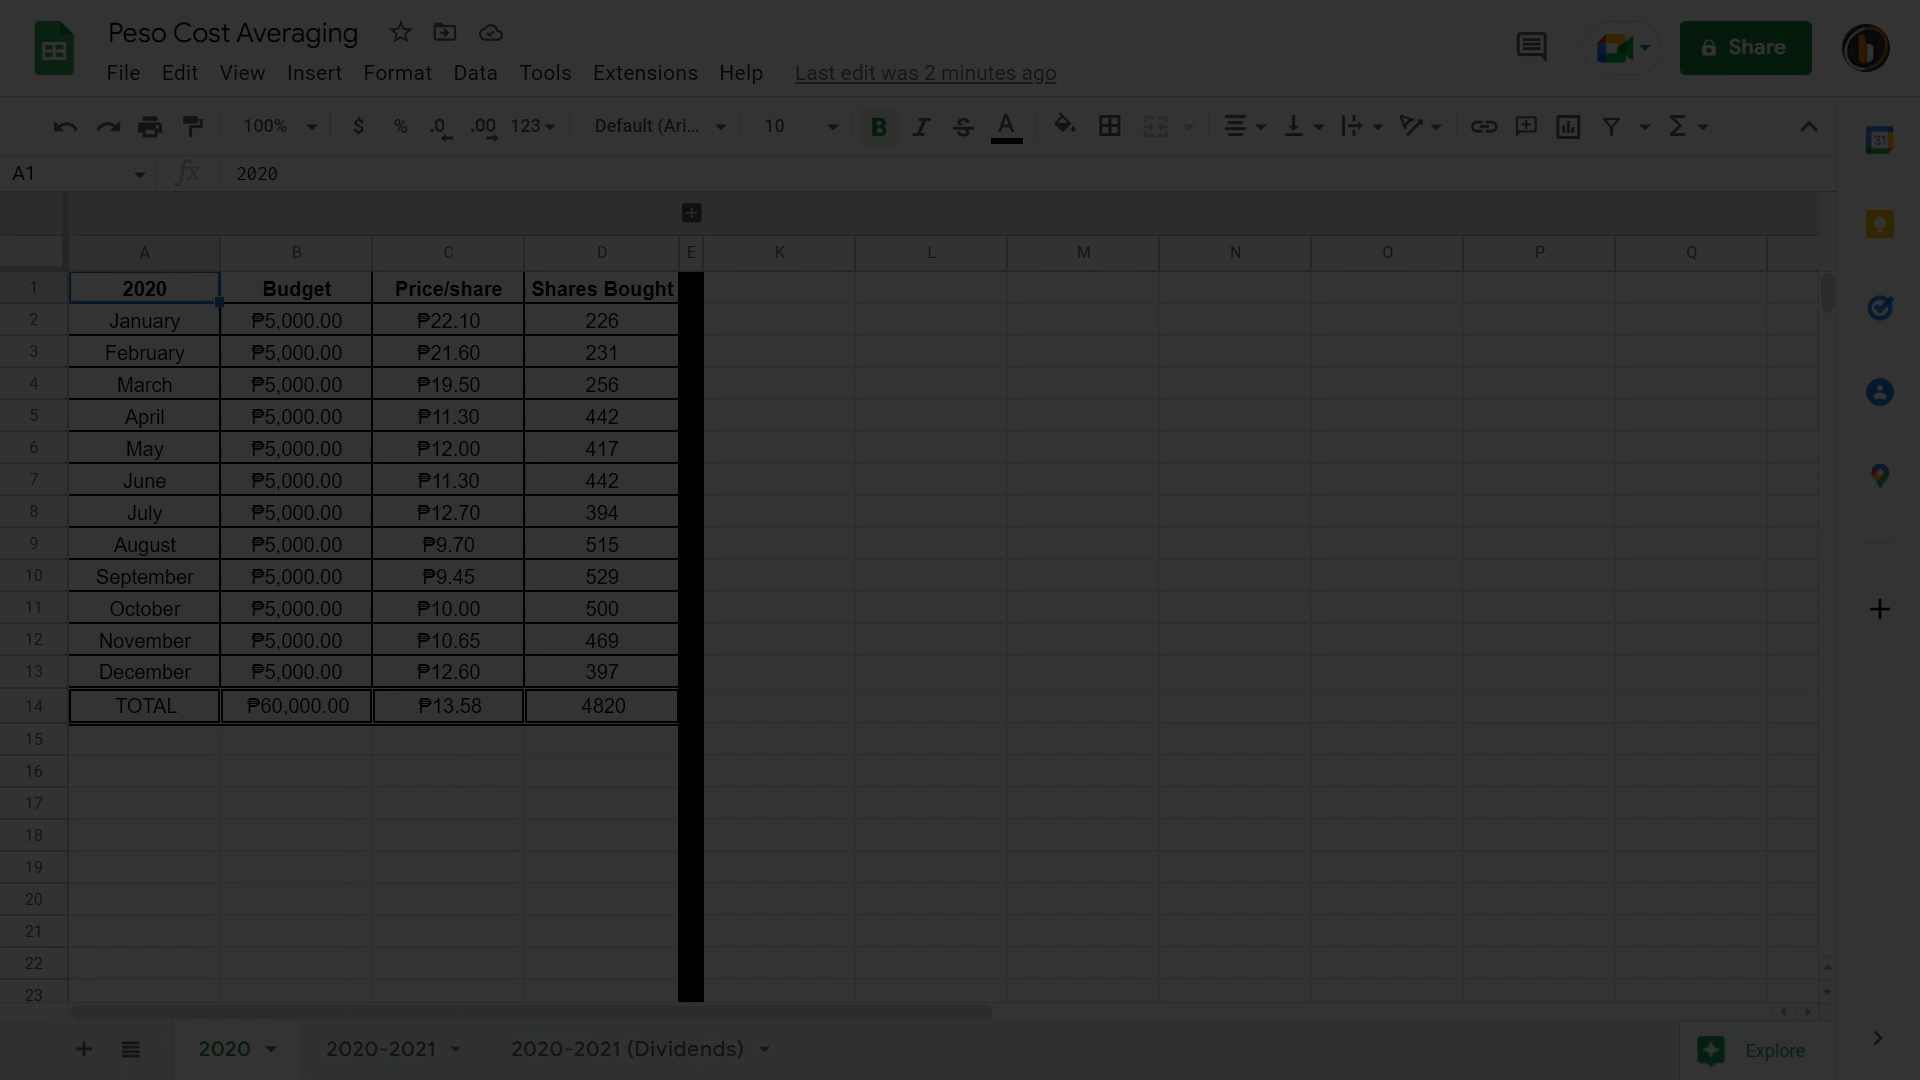 Peso Cost Averaging
File Edit View Insert Format Data Tools Extensions Help Last edit was 2 minutes ago
Share
100% $ % .0 .00 123 Default (Ari... 10 B I S A
31
A1 fx 2020
A B C D E K L M N O P Q
1 2020 Budget Price/share Shares Bought
2 January ₱5,000.00 ₱22.10 226
3 February ₱5,000.00 ₱21.60 231
4 March ₱5,000.00 ₱19.50 256
5 April ₱5,000.00 ₱11.30 442
6 May ₱5,000.00 ₱12.00 417
7 June ₱5,000.00 ₱11.30 442
8 July ₱5,000.00 ₱12.70 394
9 August ₱5,000.00 ₱9.70 515
10 September ₱5,000.00 ₱9.45 529
11 October ₱5,000.00 ₱10.00 500
12 November ₱5,000.00 ₱10.65 469
13 December ₱5,000.00 ₱12.60 397
14 TOTAL ₱60,000.00 ₱13.58 4820
15
16
17
18
19
20
21
22
23
2020 2020-2021 2020-2021 (Dividends) Explore